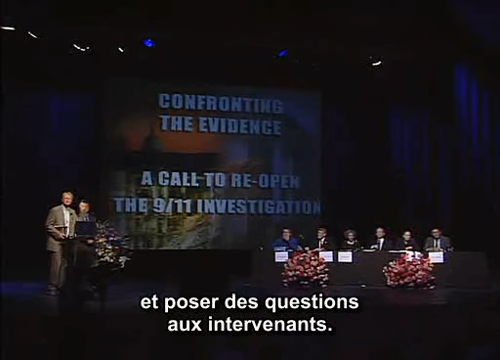 CONFRONTING
THE EVIDENCE
A CALL TO RE-OPEN
THE 9/11 INVESTIGATION
et poser des questions
aux intervenants.